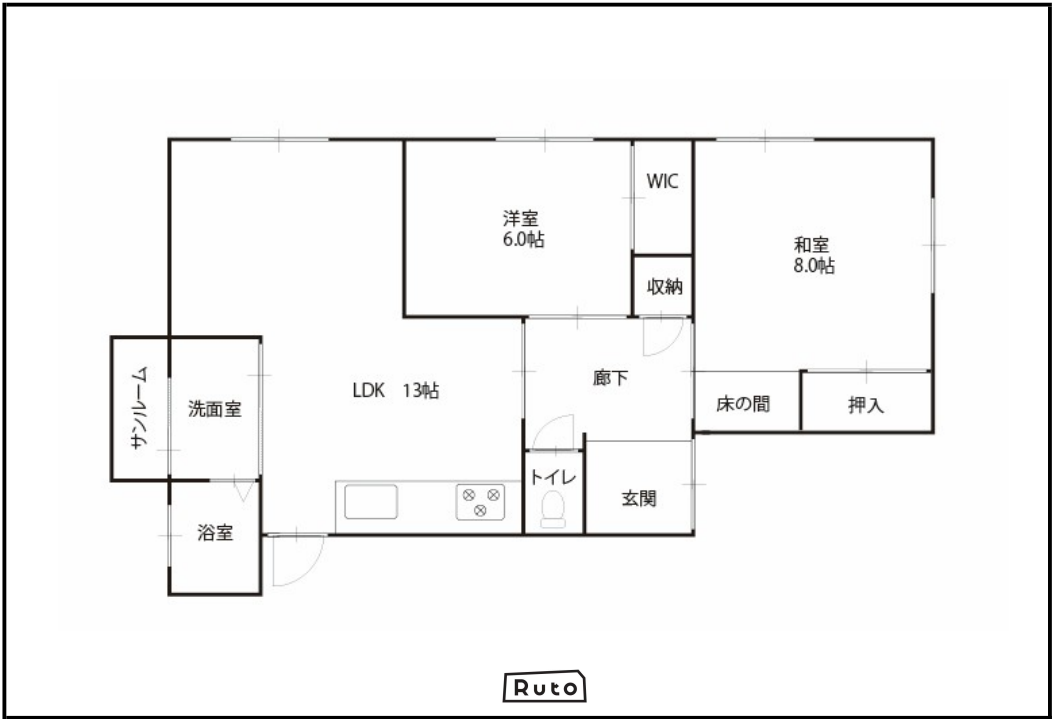 WIC
洋室
6.0帖
和室
8.0帖
収納
廊下
サンルーム
LDK 13帖
洗面室
床の間
押入
トイレ
玄関
浴室
Ruto